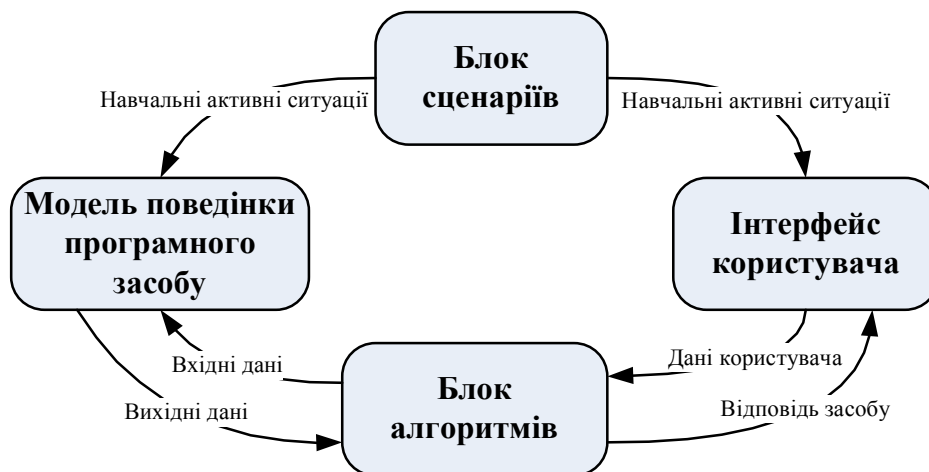 Блок
сценаріїв
Навчальні активні ситуації
Навчальні активні ситуації
Модель поведінки
програмного
засобу
Інтерфейс
користувача
Вхідні дані
Дані користувача
Блок
алгоритмів
Вихідні дані
Відповідь засобу